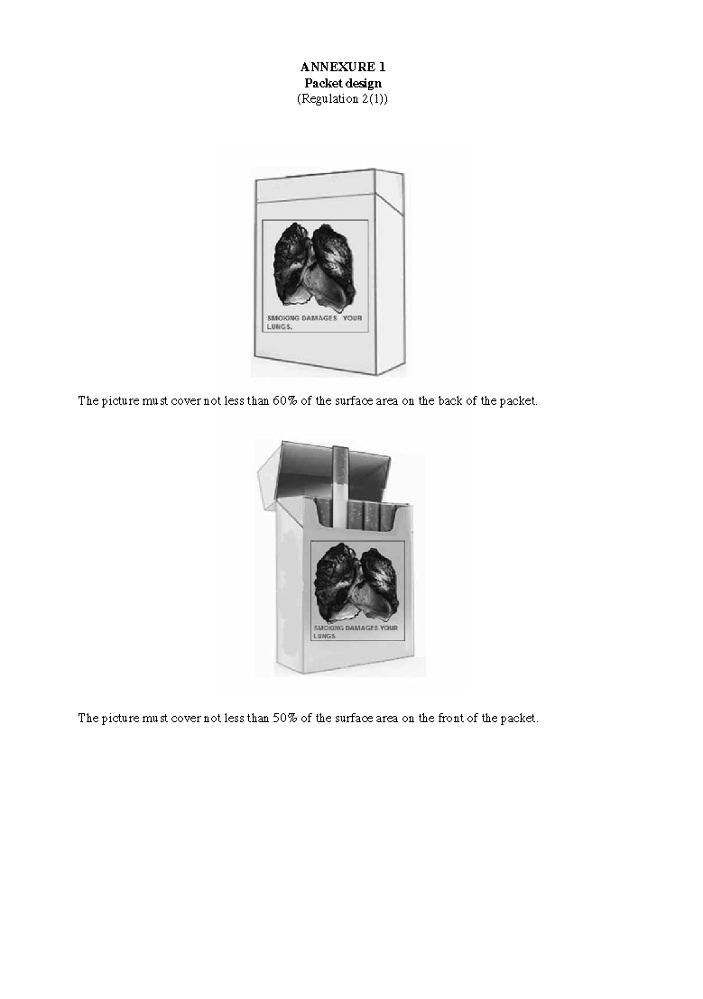 ANNEXURE 1
Packet design
(Regulation 2(1))
SMOKING DAMAGES YOUR
LUNGS.
The picture must cover not less than 60% of the surface area on the back of the packet.
SMOKING DAMAGES YOUR
LUNGS
The picture must cover not less than 50% of the surface area on the front of the packet.